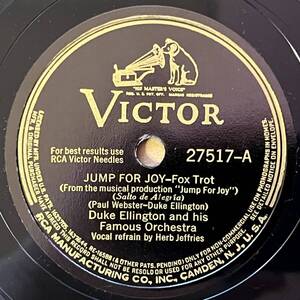 "HIS MASTER'S VOICE"
VICTOR
For best results use
RCA Victor Needles
27517-A
JUMP FOR JOY–Fox Trot
(From the musical production "Jump For Joy")
(Salto de Alegría)
(Paul Webster-Duke Ellington)
Duke Ellington and his
Famous Orchestra
Vocal refrain by Herb Jeffries
RCA MANUFACTURING CO., INC., CAMDEN, N. J., U. S. A.